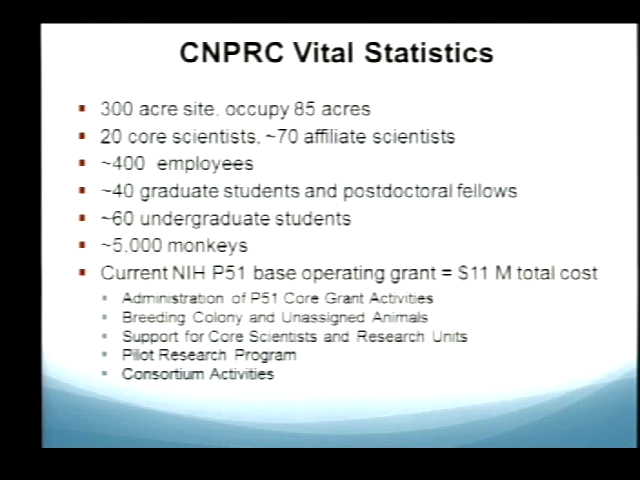 CNPRC Vital Statistics
300 acre site, occupy 85 acres
20 core scientists, ~70 affiliate scientists
~400 employees
~40 graduate students and postdoctoral fellows
~60 undergraduate students
~5,000 monkeys
Current NIH P51 base operating grant = $11 M total cost
Administration of P51 Core Grant Activities
Breeding Colony and Unassigned Animals
Support for Core Scientists and Research Units
Pilot Research Program
Consortium Activities